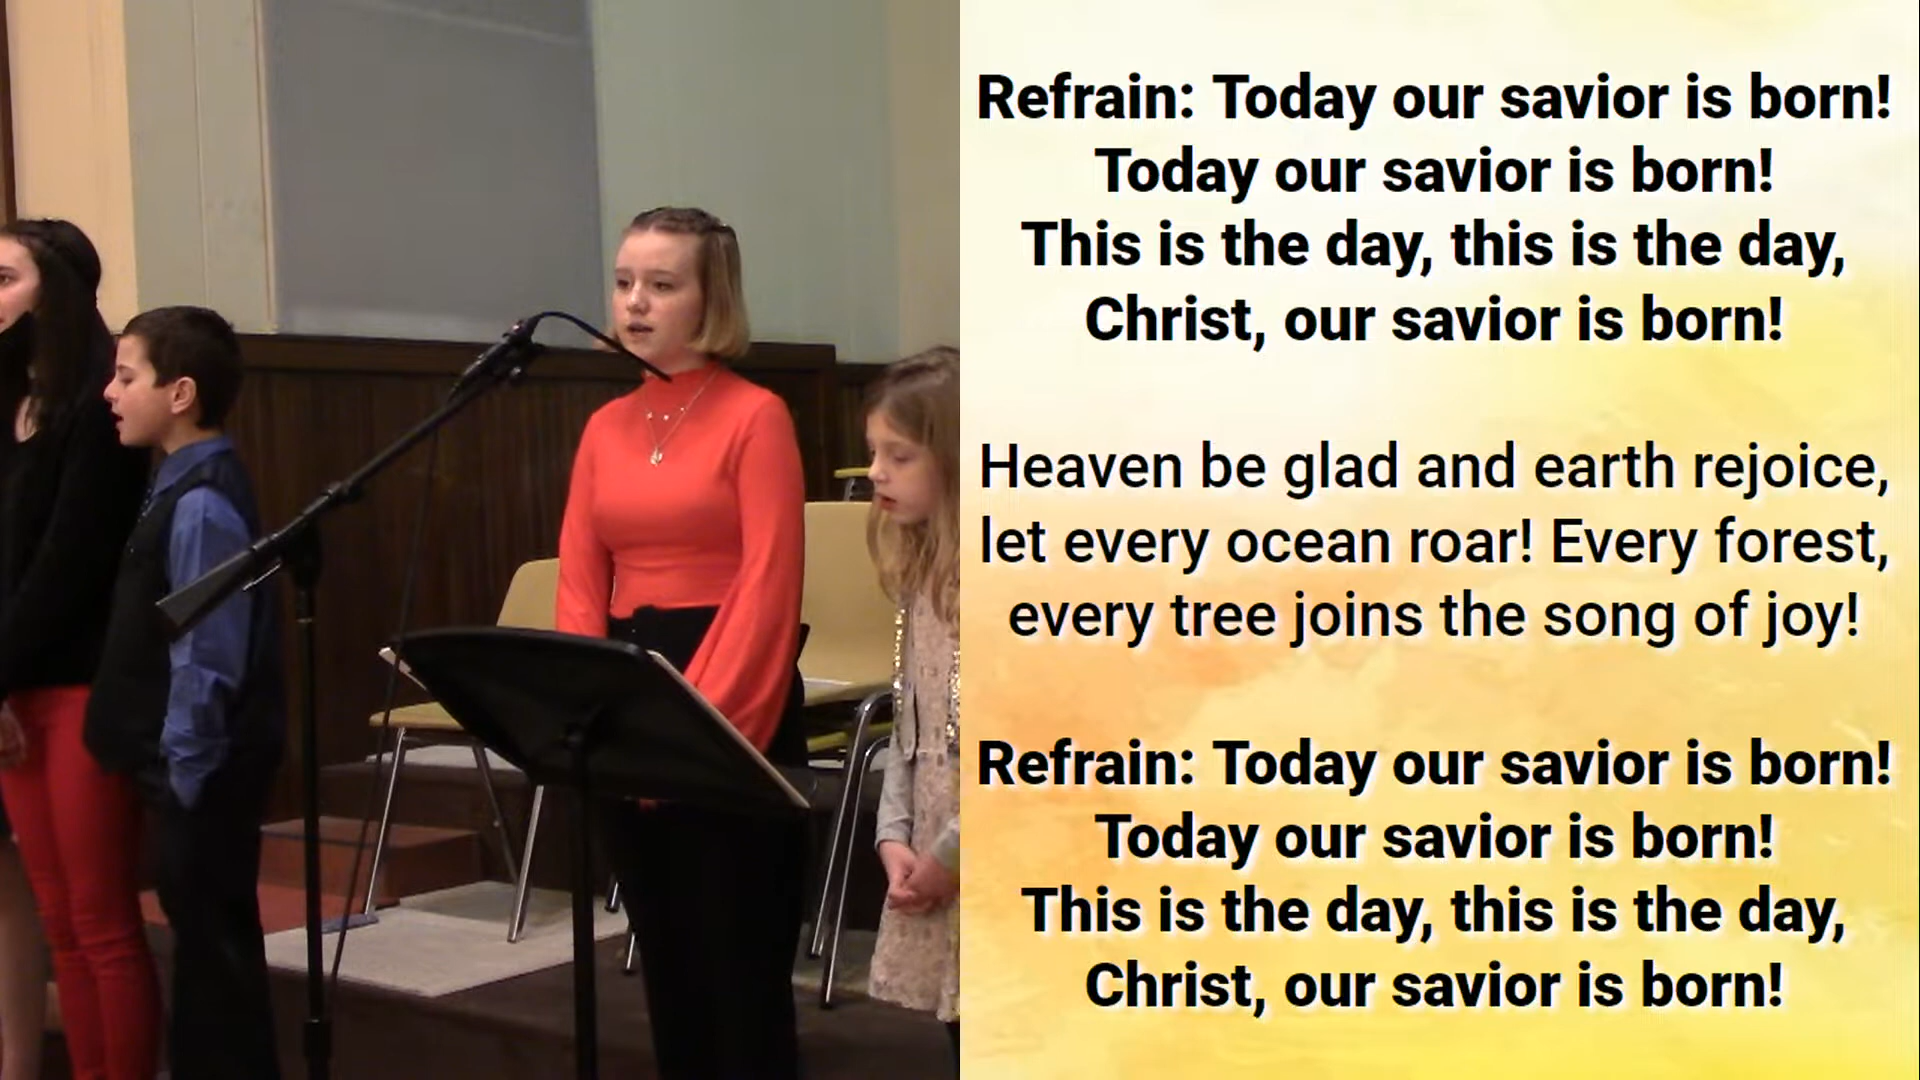 Refrain: Today our savior is born!
Today our savior is born!
This is the day, this is the day,
Christ, our savior is born!
Heaven be glad and earth rejoice,
let every ocean roar! Every forest,
every tree joins the song of joy!
Refrain: Today our savior is born!
Today our savior is born!
This is the day, this is the day,
Christ, our savior is born!